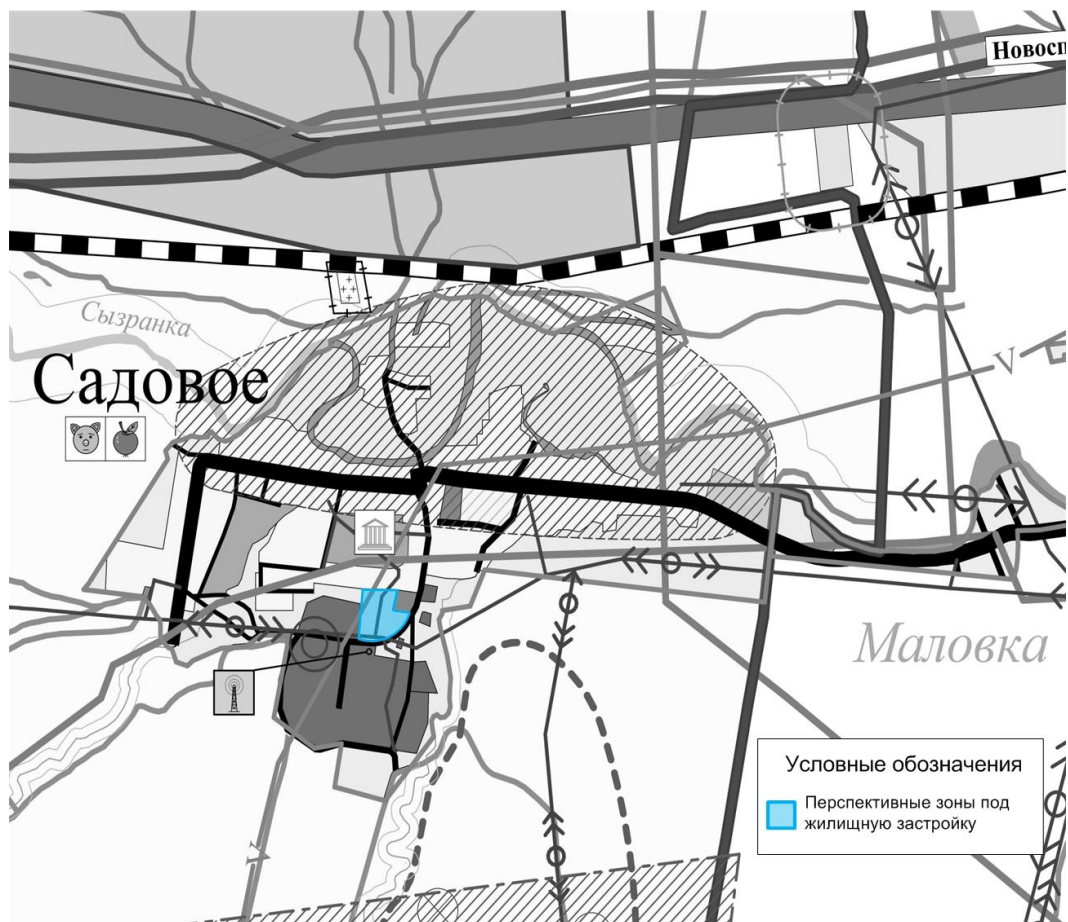 Новосп
Сызранка
Садовое
V
Маловка
Условные обозначения
Перспективные зоны под
жилищную застройку
V